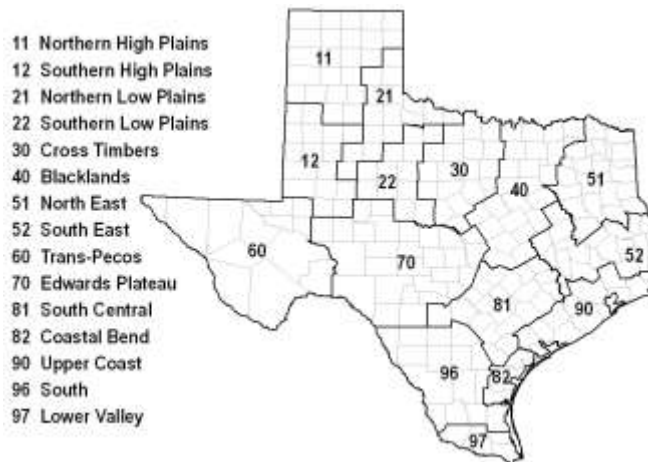 11 Northern High Plains
12 Southern High Plains
21 Northern Low Plains
22 Southern Low Plains
30 Cross Timbers
40 Blacklands
51 North East
52 South East
60 Trans-Pecos
70 Edwards Plateau
81 South Central
82 Coastal Bend
90 Upper Coast
96 South
97 Lower Valley
11
21
12
22
30
40
51
52
60
70
81
90
96
82
97